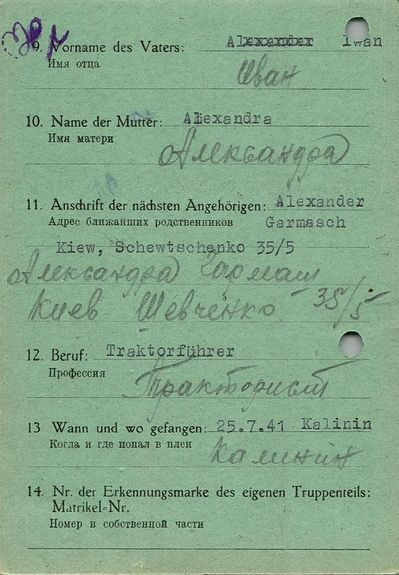 9. Vorname des Vaters: Alexander Iwan
Имя отца
Иван
10. Name der Mutter: Alexandra
Имя матери
Александра
11. Anschrift der nächsten Angehörigen: Alexander
Адрес ближайших родственников Garmasch
Kiew, Schewtschenko 35/5
Александра Гармаш
Киев Шевченко 35/5
12. Beruf: Traktorführer
Профессия
Тракторист
13 Wann und wo gefangen: 25.7.41 Kalinin
Когда и где попал в плен
Калинин
14. Nr. der Erkennungsmarke des eigenen Truppenteils:
Matrikel-Nr.
Номер в собственной части